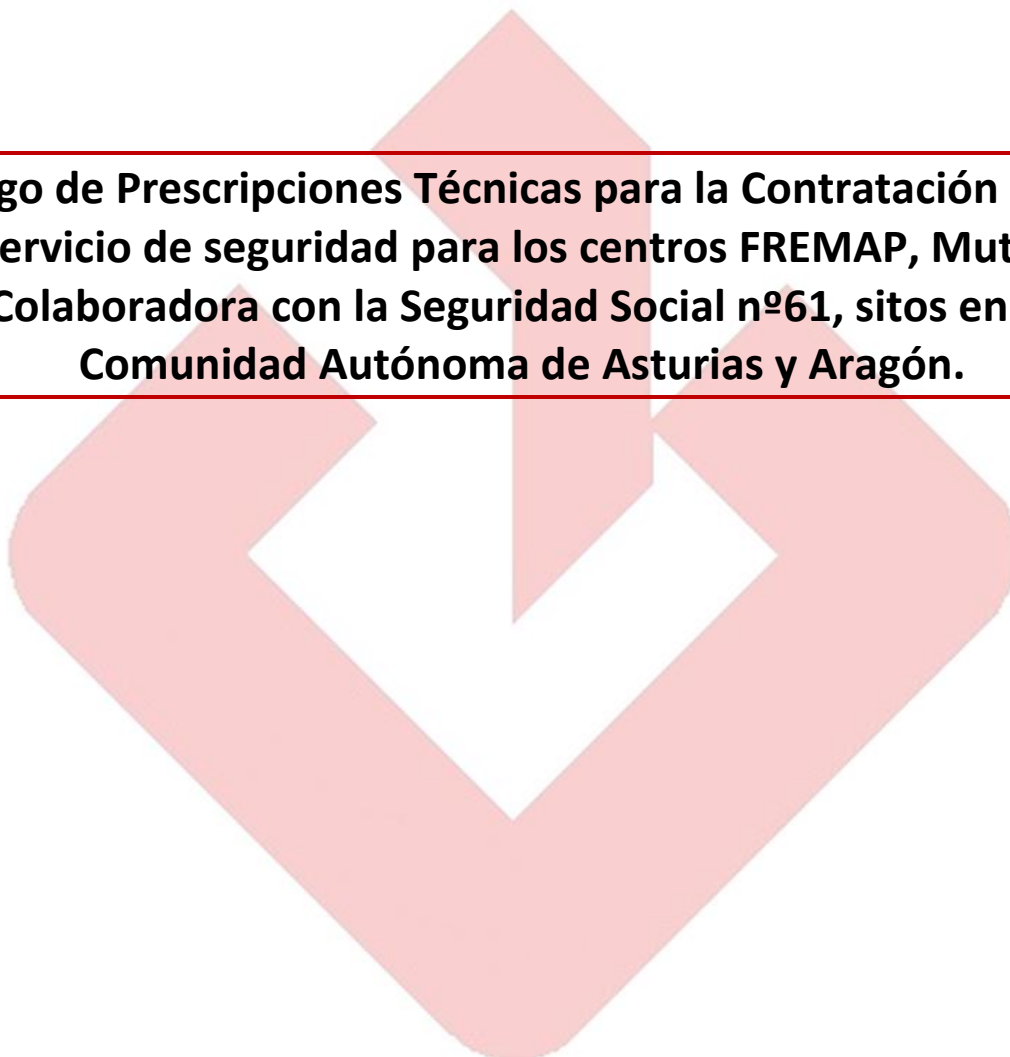 go de Prescripciones Técnicas para la Contratación
ervicio de seguridad para los centros FREMAP, Mut
Colaboradora con la Seguridad Social nº61, sitos en
Comunidad Autónoma de Asturias y Aragón.